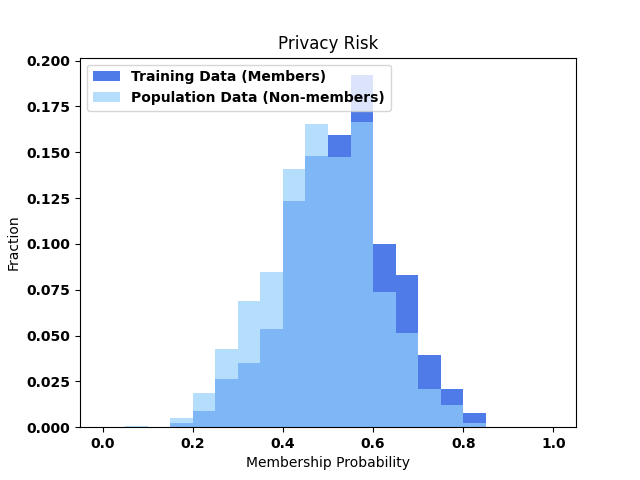 Privacy Risk
Training Data (Members)
Population Data (Non-members)
0.200
0.175
0.150
0.125
0.100
0.075
0.050
0.025
0.000
Fraction
0.0 0.2 0.4 0.6 0.8 1.0
Membership Probability